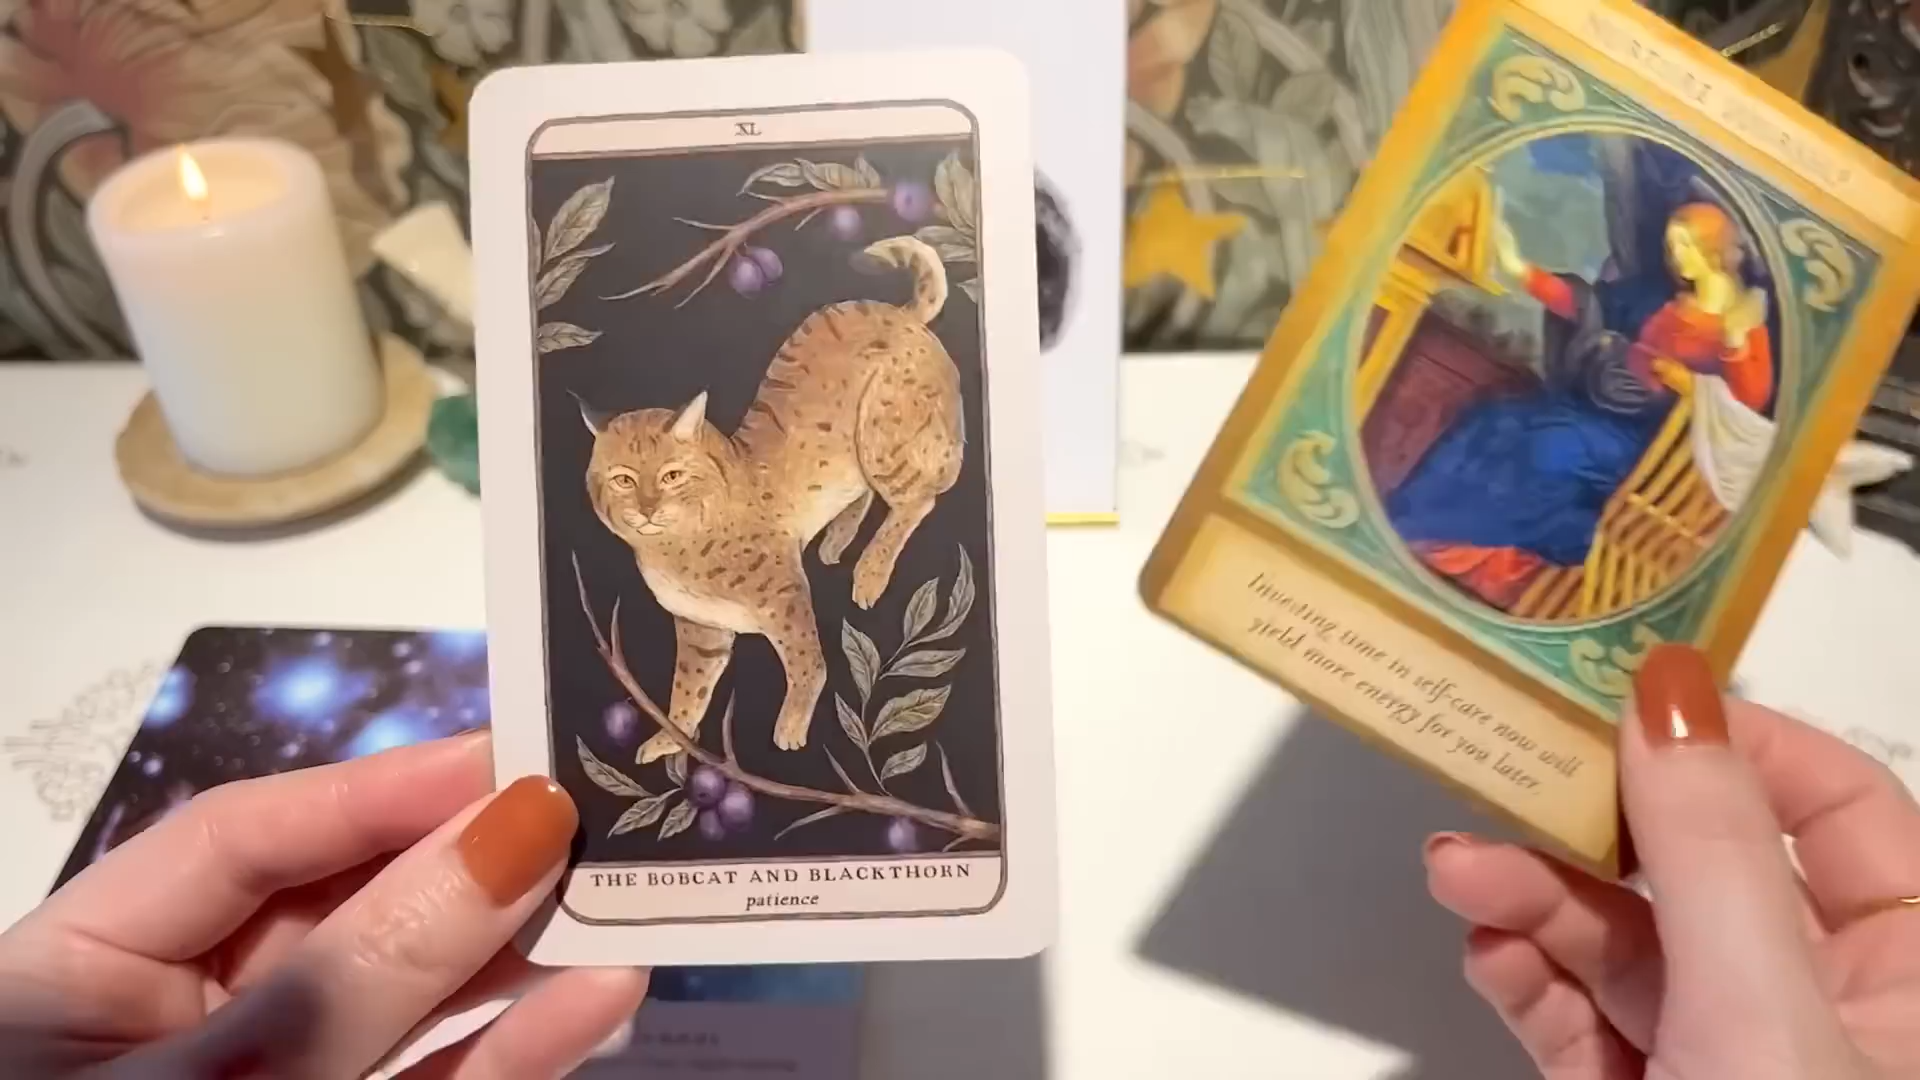 XL
THE BOBCAT AND BLACKTHORN
patience
Investing time in self-care now will
yield more energy for you later.